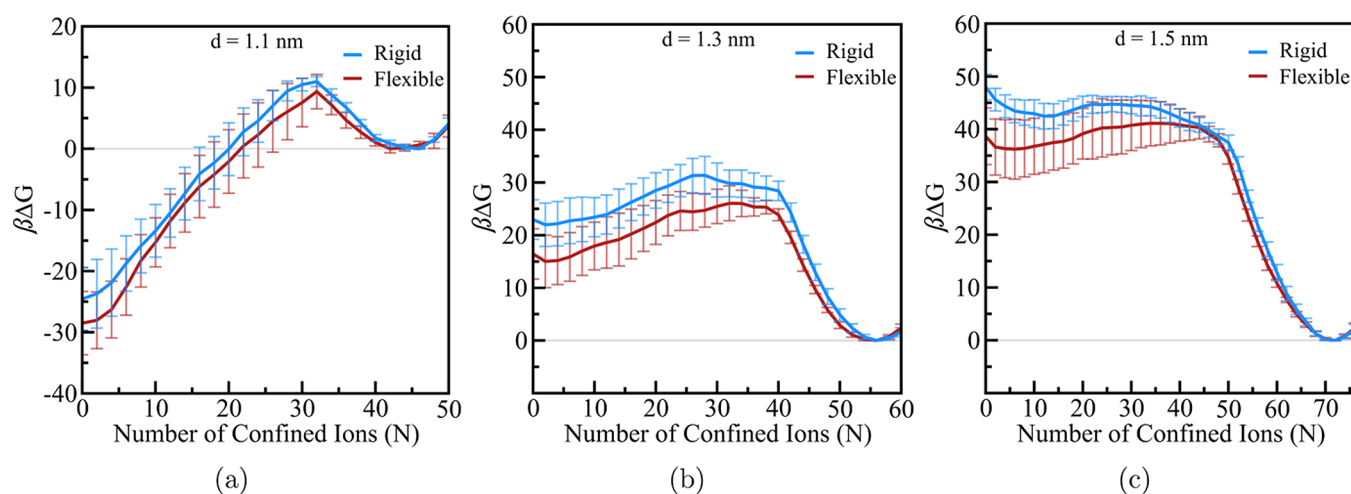 d = 1.1 nm
Rigid
Flexible
βΔG
20
10
0
-10
-20
-30
-40
0 10 20 30 40 50
Number of Confined Ions (N)
(a)
d = 1.3 nm
Rigid
Flexible
βΔG
60
50
40
30
20
10
0
0 10 20 30 40 50 60
Number of Confined Ions (N)
(b)
d = 1.5 nm
Rigid
Flexible
βΔG
60
50
40
30
20
10
0
0 10 20 30 40 50 60 70
Number of Confined Ions (N)
(c)